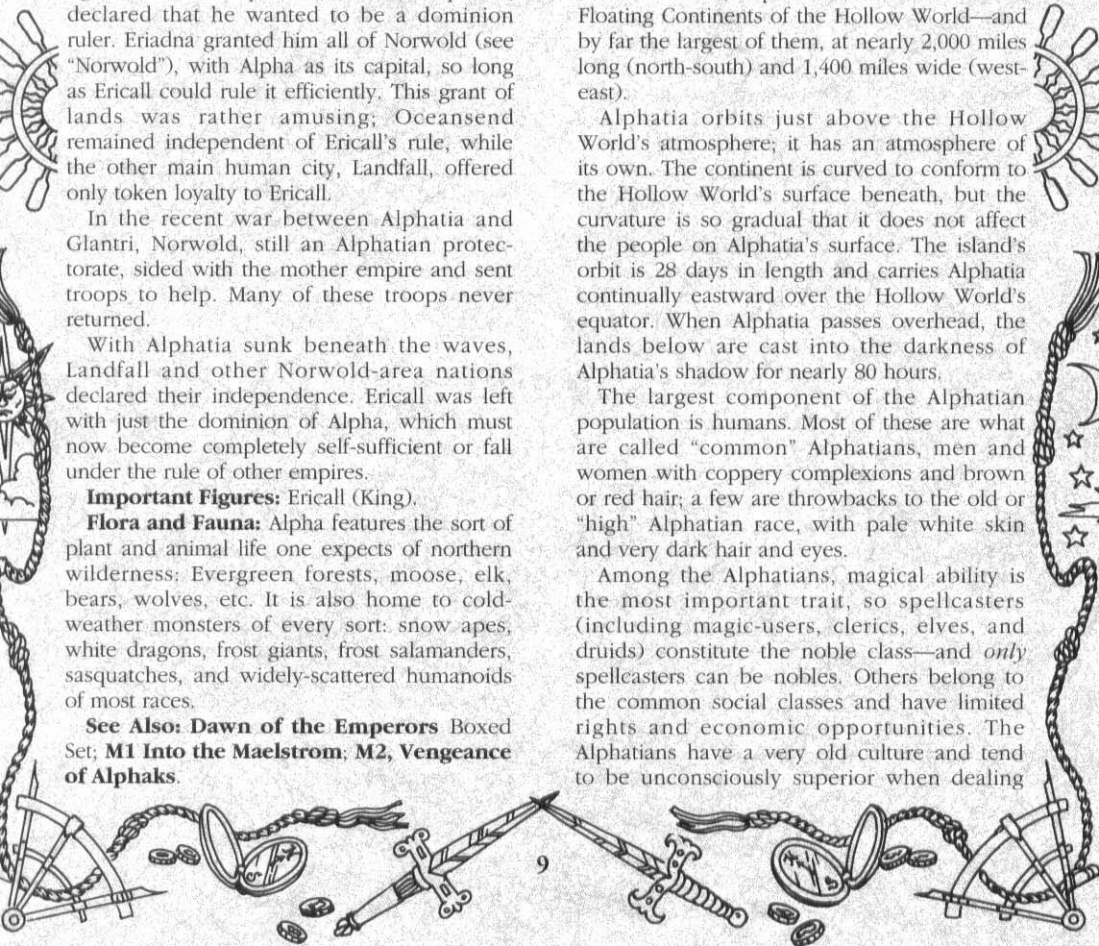 declared that he wanted to be a dominion
ruler. Eriadna granted him all of Norwold (see
“Norwold”), with Alpha as its capital, so long
as Ericall could rule it efficiently. This grant of
lands was rather amusing; Oceansend
remained independent of Ericall's rule, while
the other main human city, Landfall, offered
only token loyalty to Ericall.
In the recent war between Alphatia and
Glantri, Norwold, still an Alphatian protec-
torate, sided with the mother empire and sent
troops to help. Many of these troops never
returned.
With Alphatia sunk beneath the waves,
Landfall and other Norwold-area nations
declared their independence. Ericall was left
with just the dominion of Alpha, which must
now become completely self-sufficient or fall
under the rule of other empires.
Important Figures: Ericall (King).
Flora and Fauna: Alpha features the sort of
plant and animal life one expects of northern
wilderness: Evergreen forests, moose, elk,
bears, wolves, etc. It is also home to cold-
weather monsters of every sort: snow apes,
white dragons, frost giants, frost salamanders,
sasquatches, and widely-scattered humanoids
of most races.
See Also: Dawn of the Emperors Boxed
Set; M1 Into the Maelstrom; M2, Vengeance
of Alphaks.
Floating Continents of the Hollow World—and
by far the largest of them, at nearly 2,000 miles
long (north-south) and 1,400 miles wide (west-
east).
Alphatia orbits just above the Hollow
World's atmosphere; it has an atmosphere of
its own. The continent is curved to conform to
the Hollow World's surface beneath, but the
curvature is so gradual that it does not affect
the people on Alphatia's surface. The island's
orbit is 28 days in length and carries Alphatia
continually eastward over the Hollow World's
equator. When Alphatia passes overhead, the
lands below are cast into the darkness of
Alphatia's shadow for nearly 80 hours.
The largest component of the Alphatian
population is humans. Most of these are what
are called “common” Alphatians, men and
women with coppery complexions and brown
or red hair; a few are throwbacks to the old or
“high” Alphatian race, with pale white skin
and very dark hair and eyes.
Among the Alphatians, magical ability is
the most important trait, so spellcasters
(including magic-users, clerics, elves, and
druids) constitute the noble class—and only
spellcasters can be nobles. Others belong to
the common social classes and have limited
rights and economic opportunities. The
Alphatians have a very old culture and tend
to be unconsciously superior when dealing
9